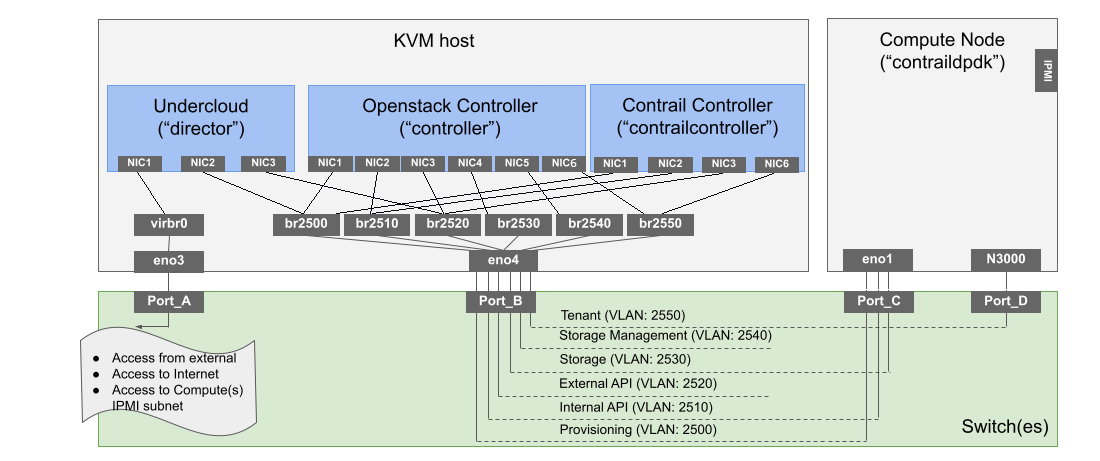 KVM host
Compute Node
(“contraildpdk”)
IPMI
Undercloud
(“director”)
Openstack Controller
(“controller”)
Contrail Controller
(“contrailcontroller”)
NIC1 NIC2 NIC3 NIC1 NIC2 NIC3 NIC4 NIC5 NIC6 NIC1 NIC2 NIC3 NIC6
virbr0 br2500 br2510 br2520 br2530 br2540 br2550
eno3 eno4 eno1 N3000
Port_A Port_B Port_C Port_D
Tenant (VLAN: 2550)
Storage Management (VLAN: 2540)
Storage (VLAN: 2530)
External API (VLAN: 2520)
Internal API (VLAN: 2510)
Provisioning (VLAN: 2500)
● Access from external
● Access to Internet
● Access to Compute(s)
IPMI subnet
Switch(es)